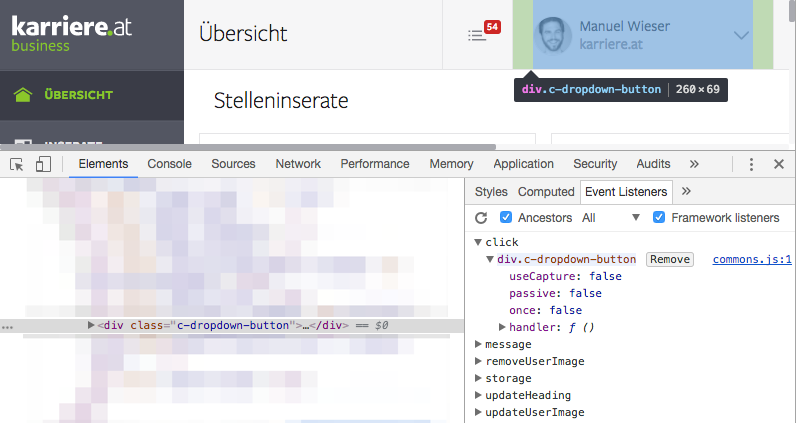 karriere.at
business
Übersicht
54
Manuel Wieser
karriere.at
div.c-dropdown-button | 260 × 69
ÜBERSICHT
Stelleninserate
INSERATE
Elements Console Sources Network Performance Memory Application Security Audits »
Styles Computed Event Listeners »
Ancestors All Framework listeners
click
div.c-dropdown-button Remove commons.js:1
useCapture: false
passive: false
once: false
handler: ƒ ()
… <div class="c-dropdown-button">…</div> == $0
message
removeUserImage
storage
updateHeading
updateUserImage